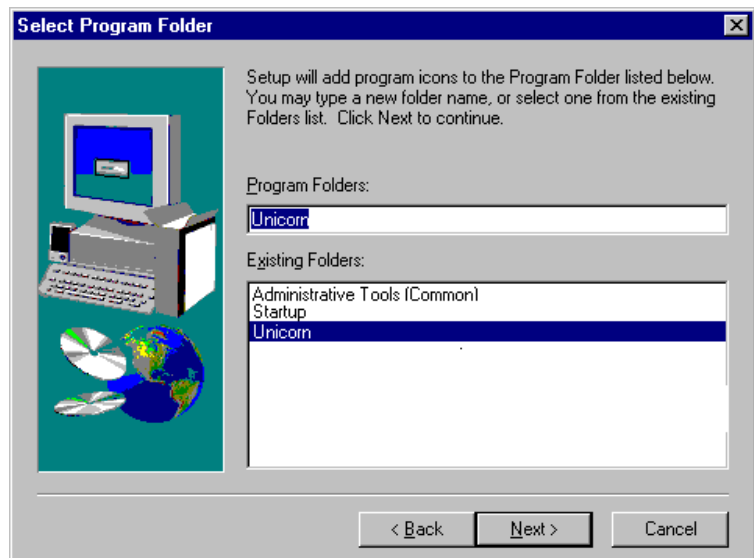 Select Program Folder
Setup will add program icons to the Program Folder listed below.
You may type a new folder name, or select one from the existing
Folders list. Click Next to continue.
Program Folders:
Unicorn
Existing Folders:
Administrative Tools (Common)
Startup
Unicorn
< Back
Next >
Cancel